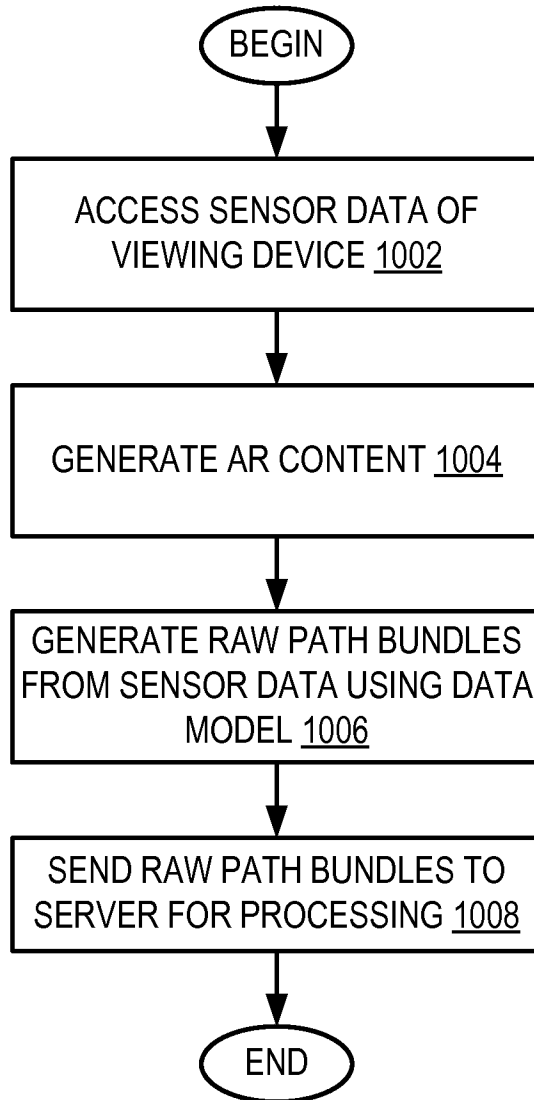 BEGIN
ACCESS SENSOR DATA OF
VIEWING DEVICE 1002
GENERATE AR CONTENT 1004
GENERATE RAW PATH BUNDLES
FROM SENSOR DATA USING DATA
MODEL 1006
SEND RAW PATH BUNDLES TO
SERVER FOR PROCESSING 1008
END